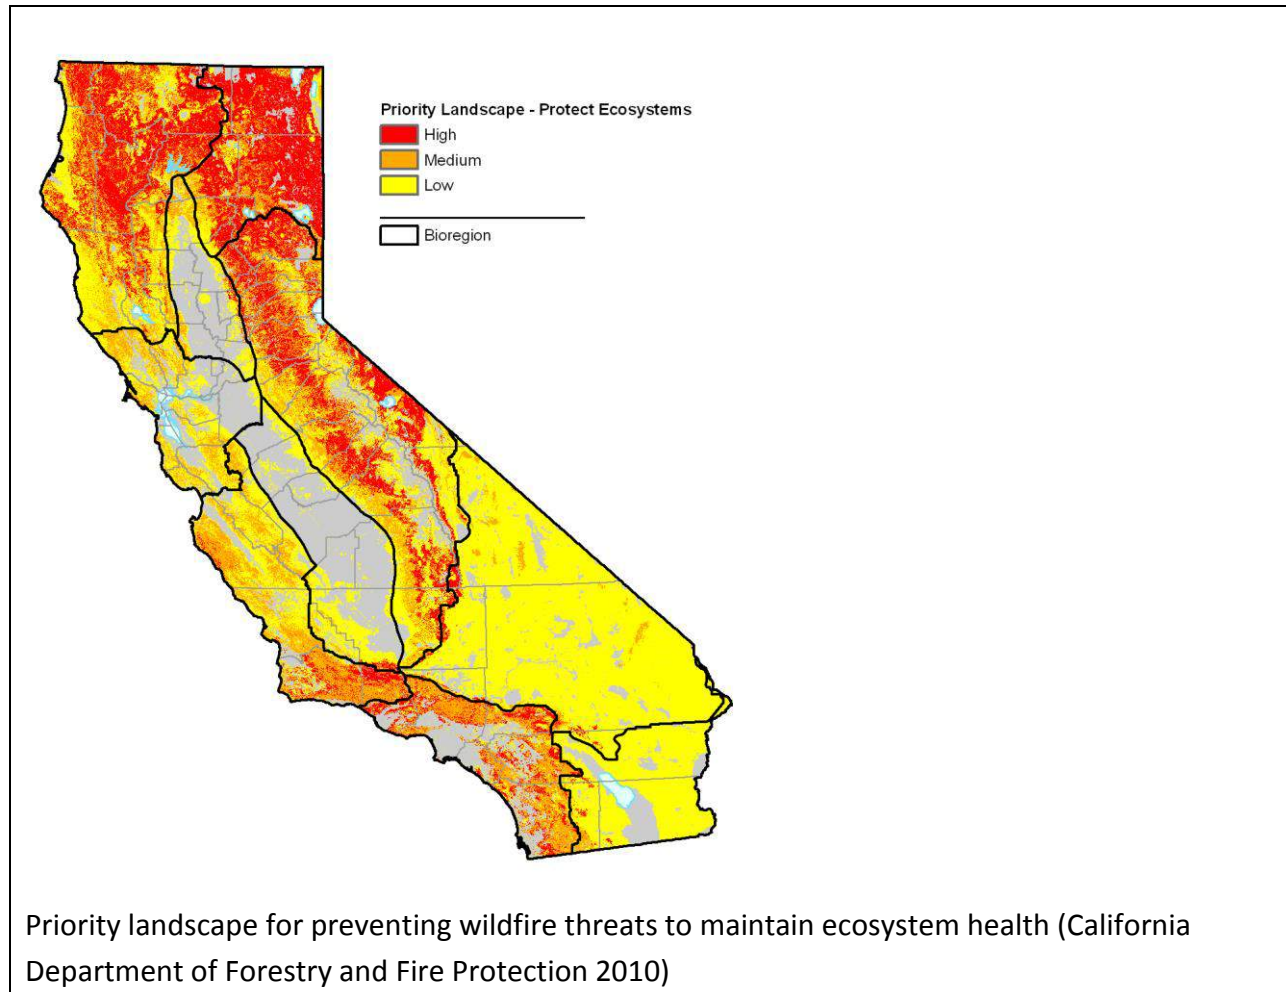 Priority Landscape - Protect Ecosystems
High
Medium
Low
Bioregion
Priority landscape for preventing wildfire threats to maintain ecosystem health (California
Department of Forestry and Fire Protection 2010)